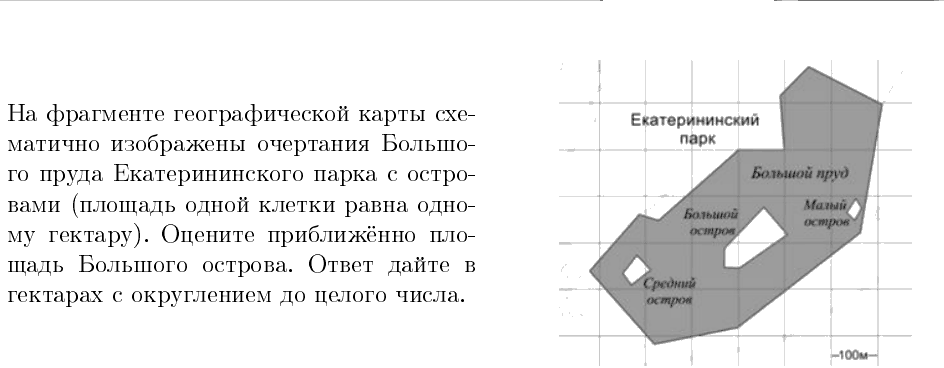 На фрагменте географической карты схе-
матично изображены очертания Большо-
го пруда Екатерининского парка с остро-
вами (площадь одной клетки равна одно-
му гектару). Оцените приближённо пло-
щадь Большого острова. Ответ дайте в
гектарах с округлением до целого числа.
Екатерининский
парк
Большой пруд
Малый
остров
Большой
остров
Средний
остров
100м